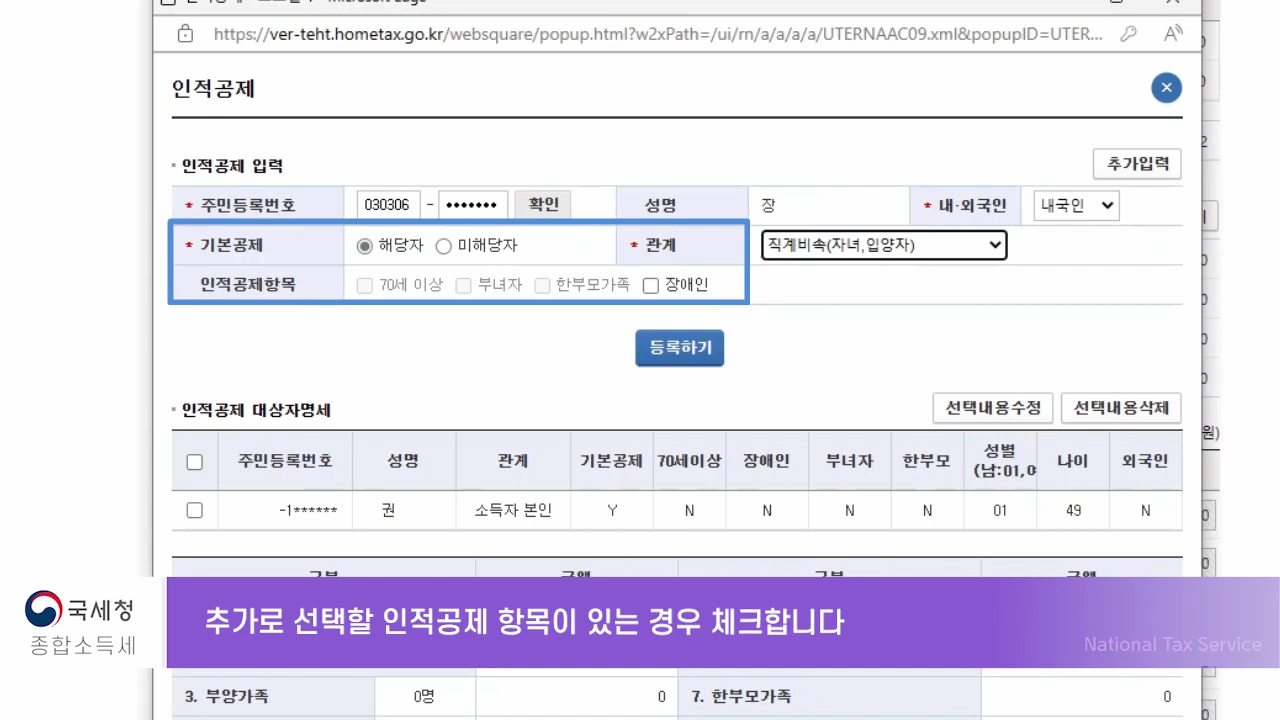 https://ver-teht.hometax.go.kr/websquare/popup.html?w2xPath=/ui/rn/a/a/a/a/UTERNAAC09.xml&popupID=UTER...
인적공제
인적공제 입력
추가입력
* 주민등록번호 030306 - ••••••• 확인 성명 장 * 내·외국인 내국인
* 기본공제 해당자 미해당자 * 관계 직계비속(자녀,입양자)
인적공제항목 70세 이상 부녀자 한부모가족 장애인
등록하기
인적공제 대상자명세
선택내용수정 선택내용삭제
주민등록번호 성명 관계 기본공제 70세이상 장애인 부녀자 한부모 성별 (남:01,0 나이 외국인
-1****** 권 소득자 본인 Y N N N N 01 49 N
국세청
종합소득세
추가로 선택할 인적공제 항목이 있는 경우 체크합니다
National Tax Service
3. 부양가족 0명 0 7. 한부모가족 0